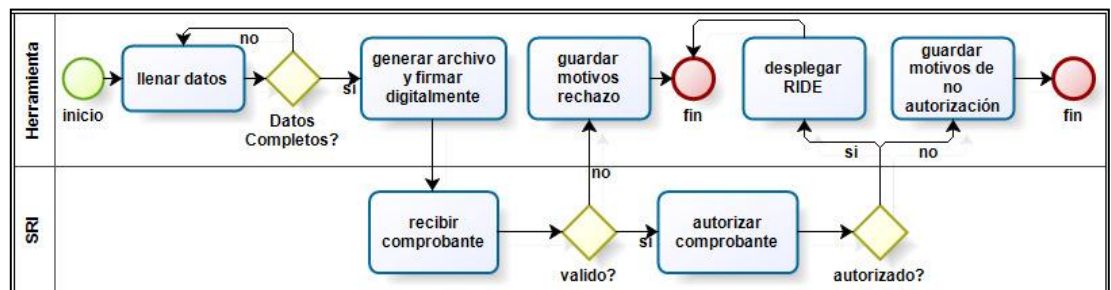 Herramienta
inicio
llenar datos
no
Datos
Completos?
si
generar archivo
y firmar
digitalmente
guardar
motivos
rechazo
fin
desplegar
RIDE
guardar
motivos de
no
autorización
fin
si
no
SRI
recibir
comprobante
no
valido?
si
autorizar
comprobante
autorizado?